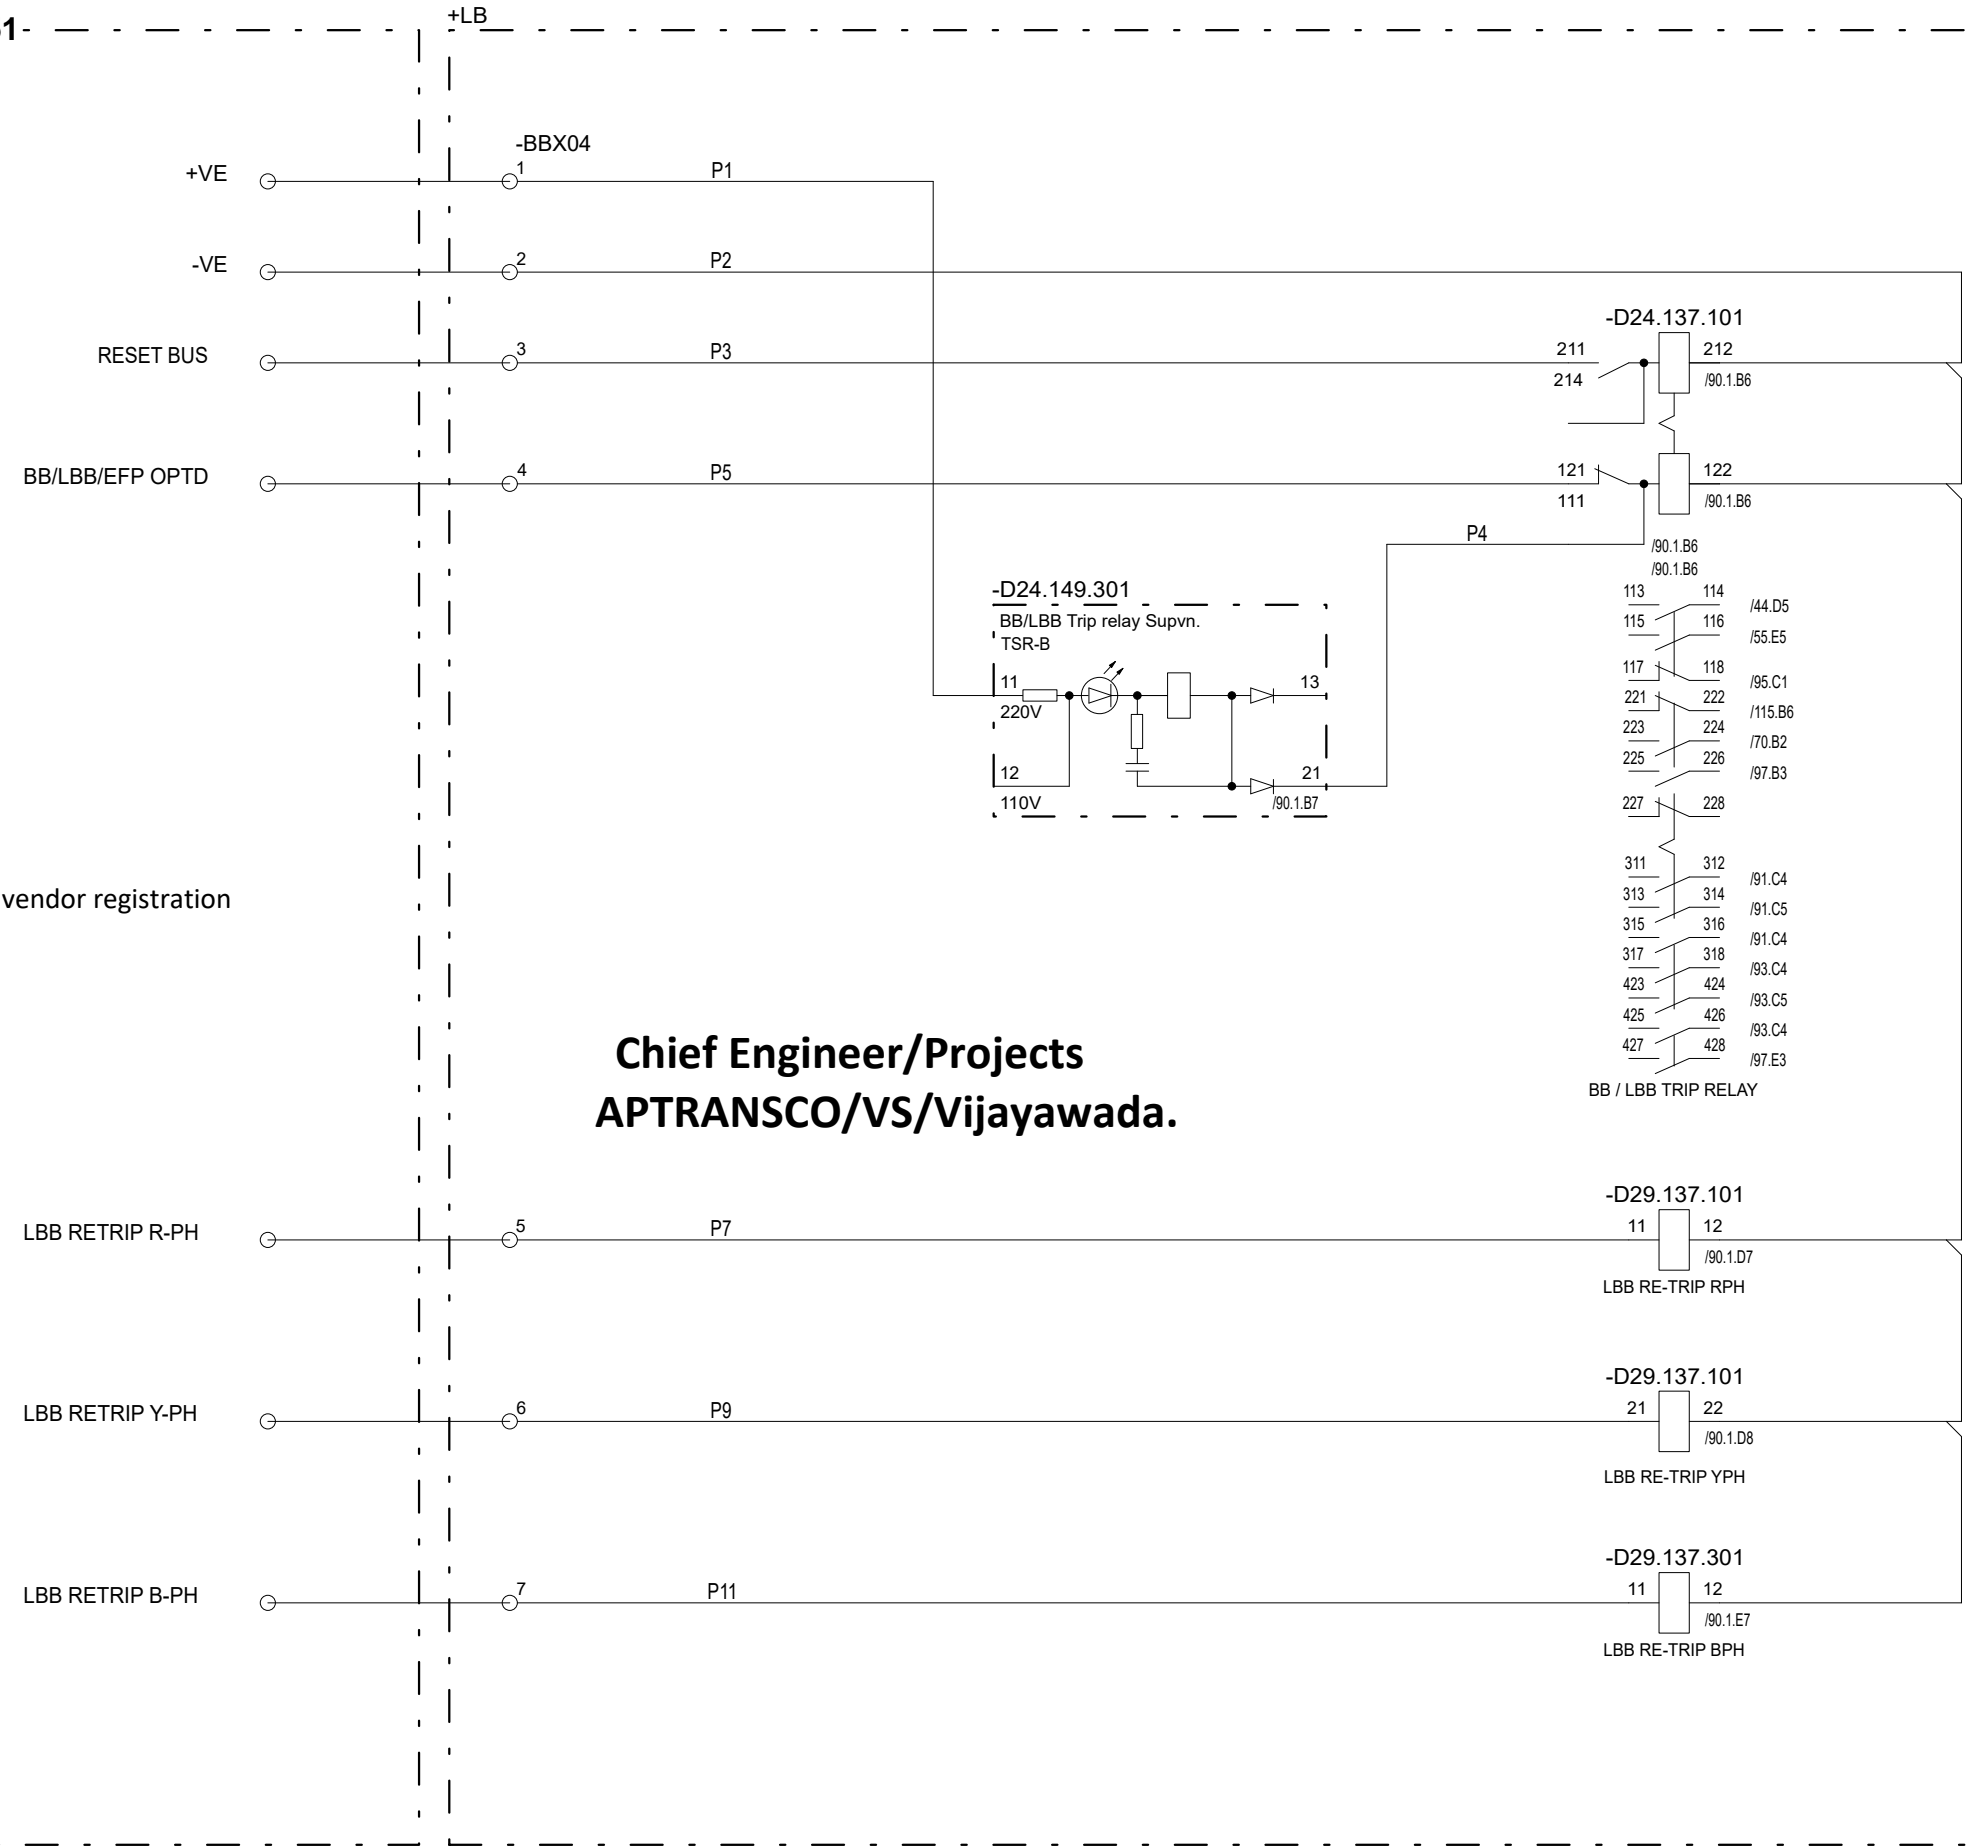 +LB
-BBX04
+VE 1 P1
-VE 2 P2
-D24.137.101
RESET BUS 3 P3 211 212
214 /90.1.B6
BB/LBB/EFP OPTD 4 P5 121 122
111 /90.1.B6
P4
/90.1.B6
/90.1.B6
-D24.149.301
BB/LBB Trip relay Supvn.
TSR-B
11 13
220V
12 21
110V /90.1.B7
113 114 /44.D5
115 116 /55.E5
117 118 /95.C1
221 222 /115.B6
223 224 /70.B2
225 226 /97.B3
227 228
311 312 /91.C4
313 314 /91.C5
315 316 /91.C4
317 318 /93.C4
423 424 /93.C5
425 426 /93.C4
427 428 /97.E3
BB / LBB TRIP RELAY
vendor registration
Chief Engineer/Projects
APTRANSCO/VS/Vijayawada.
-D29.137.101
LBB RETRIP R-PH 5 P7 11 12
/90.1.D7
LBB RE-TRIP RPH
-D29.137.101
LBB RETRIP Y-PH 6 P9 21 22
/90.1.D8
LBB RE-TRIP YPH
-D29.137.301
LBB RETRIP B-PH 7 P11 11 12
/90.1.E7
LBB RE-TRIP BPH